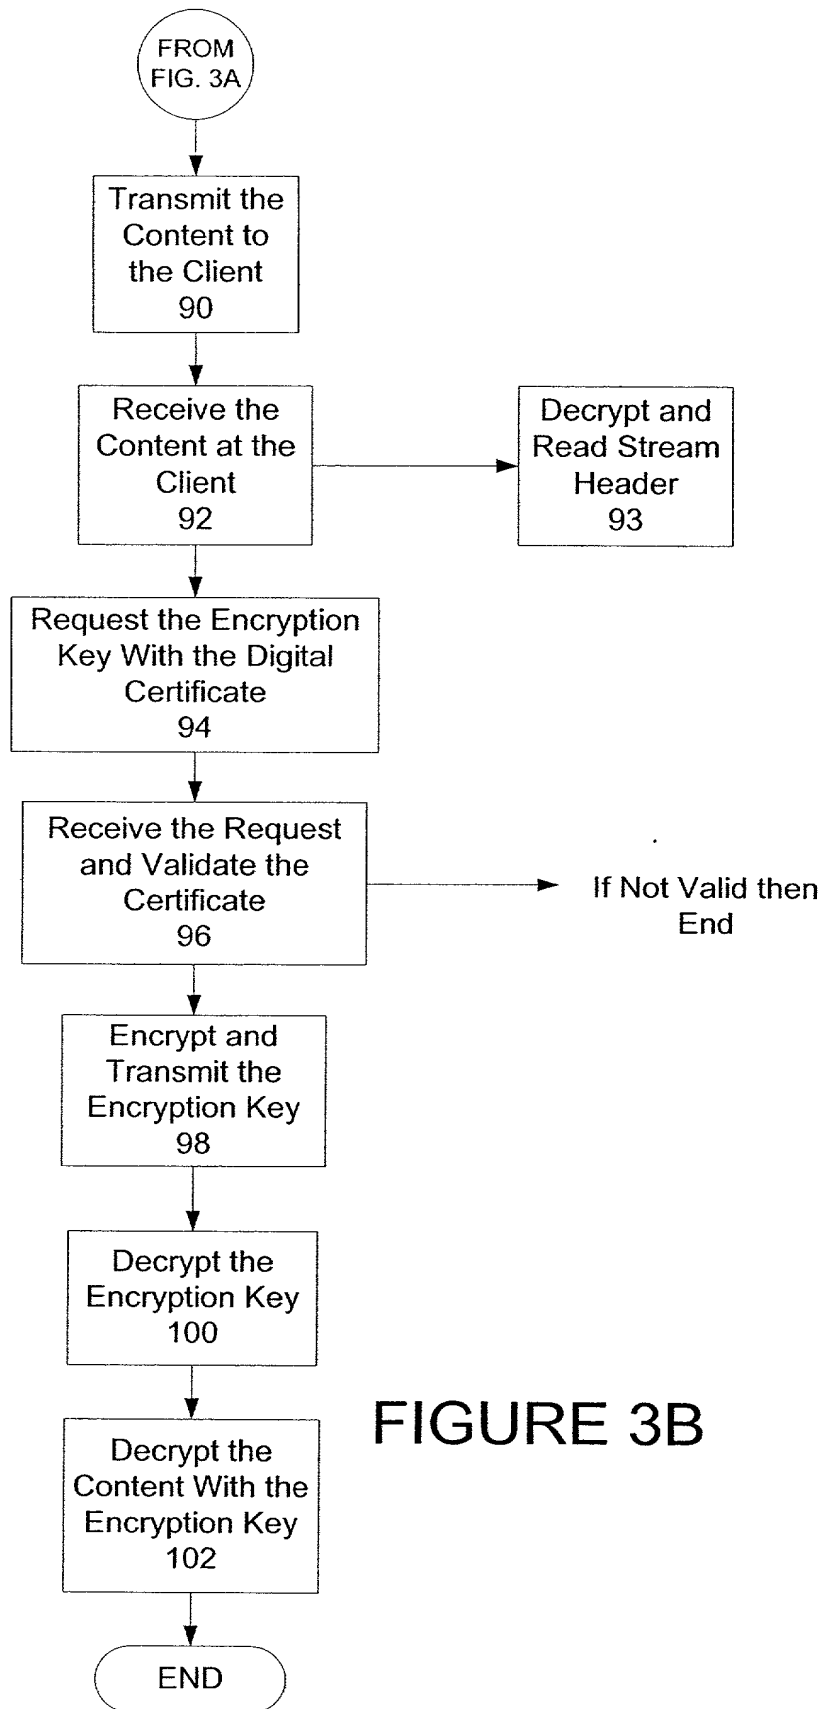 FROM
FIG. 3A
Transmit the
Content to
the Client
90
Receive the
Content at the
Client
92
Decrypt and
Read Stream
Header
93
Request the Encryption
Key With the Digital
Certificate
94
Receive the Request
and Validate the
Certificate
96
If Not Valid then
End
Encrypt and
Transmit the
Encryption Key
98
Decrypt the
Encryption Key
100
Decrypt the
Content With the
Encryption Key
102
FIGURE 3B
END